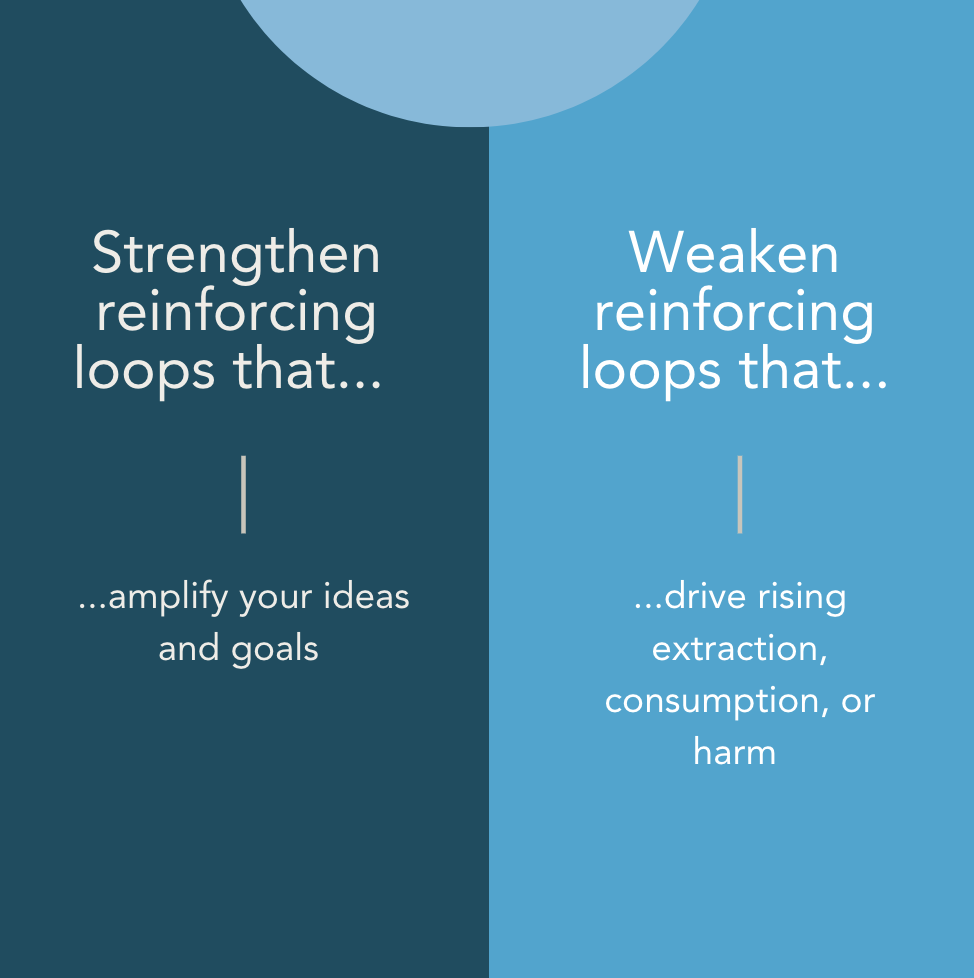 Strengthen
reinforcing
loops that...
...amplify your ideas
and goals
Weaken
reinforcing
loops that...
...drive rising
extraction,
consumption, or
harm